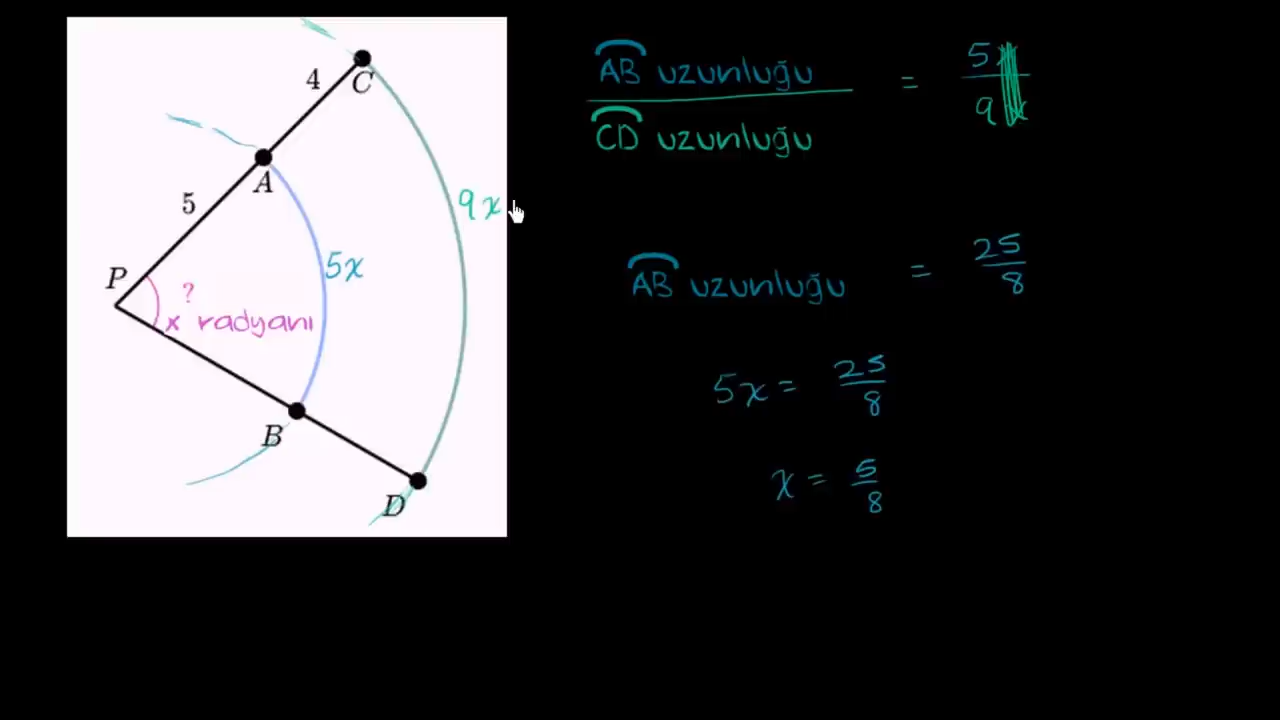 4
C
A
5
9x
P
5x
?
x radyanı
B
D
AB uzunluğu = 5x
CD uzunluğu 9x
AB uzunluğu = 25/8
5x = 25/8
x = 5/8